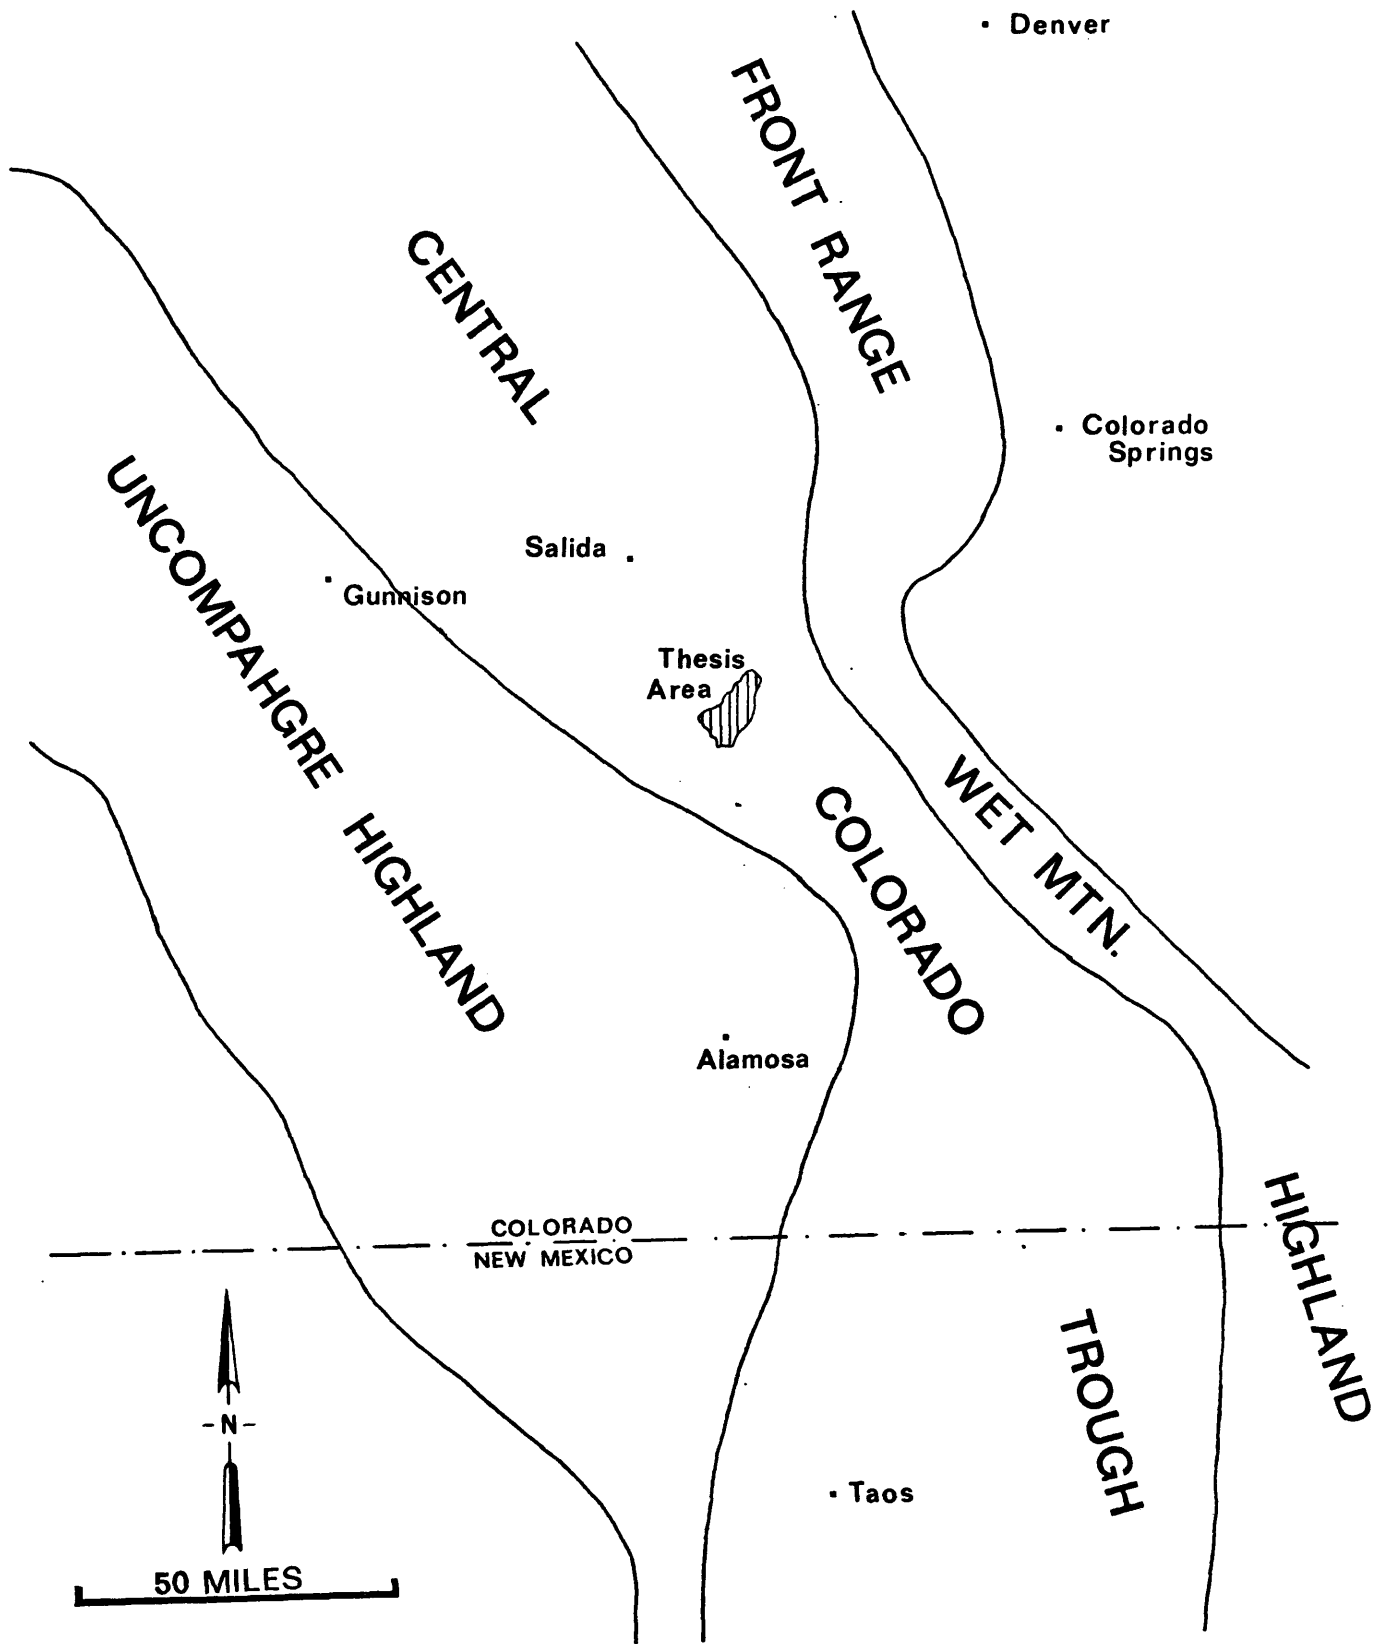 Denver
FRONT RANGE
CENTRAL
Colorado
Springs
UNCOMPAHGRE HIGHLAND
Salida
Gunnison
Thesis
Area
WET MTN.
COLORADO
Alamosa
HIGHLAND
COLORADO
NEW MEXICO
TROUGH
-N-
Taos
50 MILES